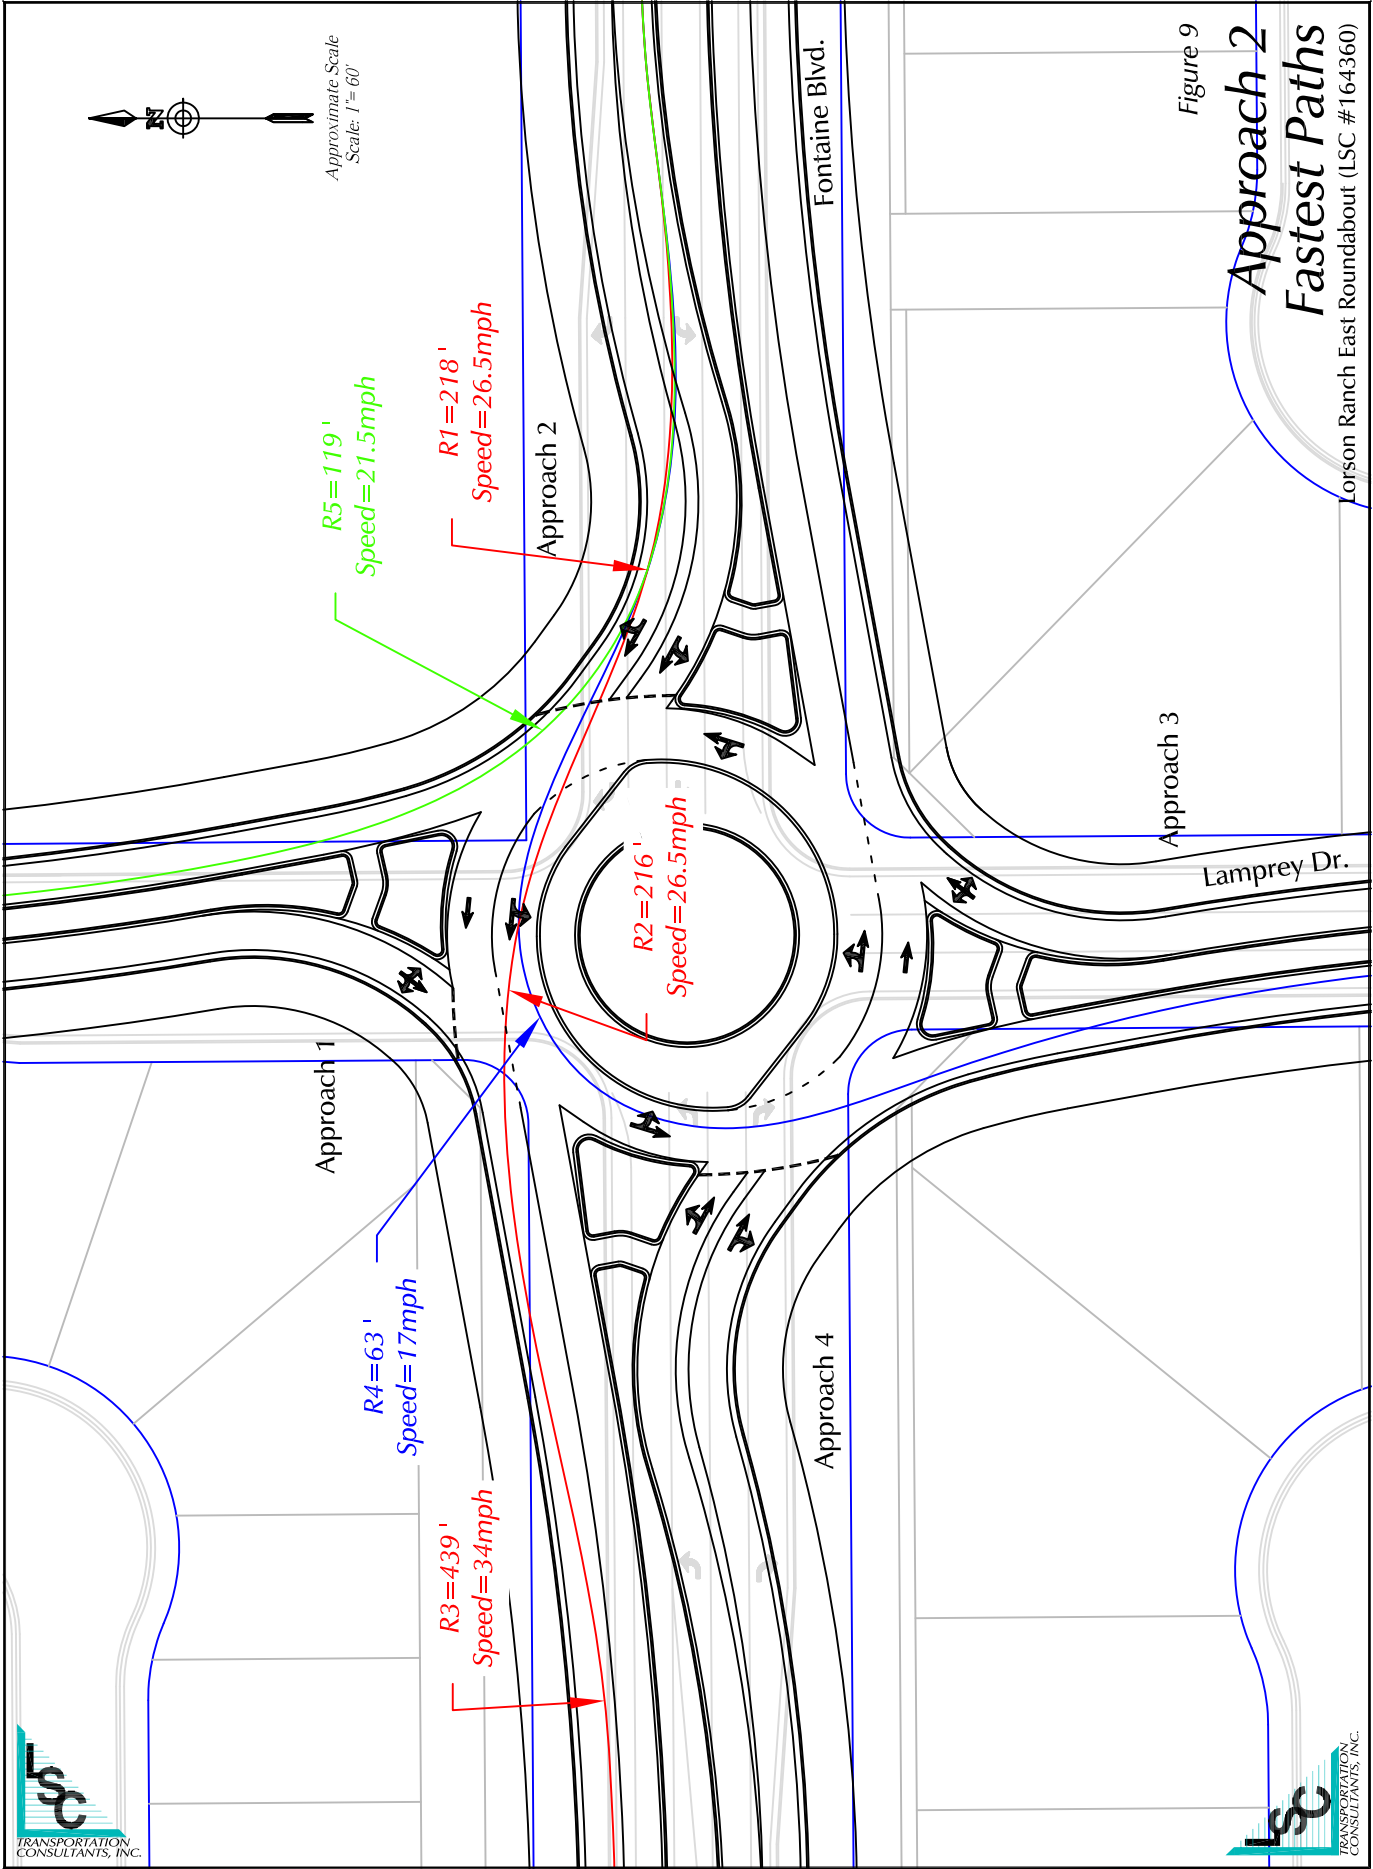 Approximate Scale
Scale: 1"= 60'
N
Fontaine Blvd.
Figure 9
Approach 2
Fastest Paths
Lorson Ranch East Roundabout (LSC #164360)
R5=119'
Speed=21.5mph
R1=218'
Speed=26.5mph
Approach 2
Approach 3
Lamprey Dr.
R2=216'
Speed=26.5mph
Approach 1
R4=63'
Speed=17mph
Approach 4
R3=439'
Speed=34mph
LSC
TRANSPORTATION
CONSULTANTS, INC.
LSC
TRANSPORTATION
CONSULTANTS, INC.